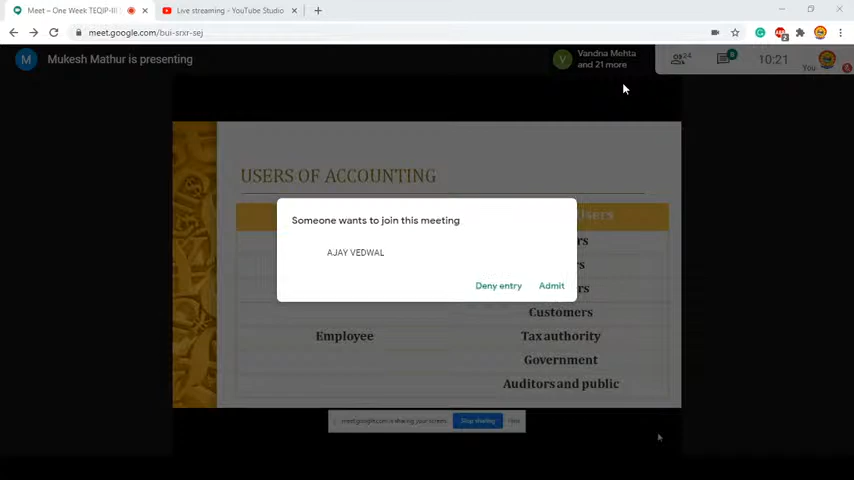 Meet – One Week TEQIP-III
Live streaming - YouTube Studio
meet.google.com/bui-srxr-sej
M
Mukesh Mathur is presenting
V
Vandna Mehta
and 21 more
24
8
10:21
You
USERS OF ACCOUNTING
Users
Someone wants to join this meeting
AJAY VEDWAL
Deny entry
Admit
Customers
Employee
Tax authority
Government
Auditors and public
meet.google.com is sharing your screen.
Stop sharing
Hide